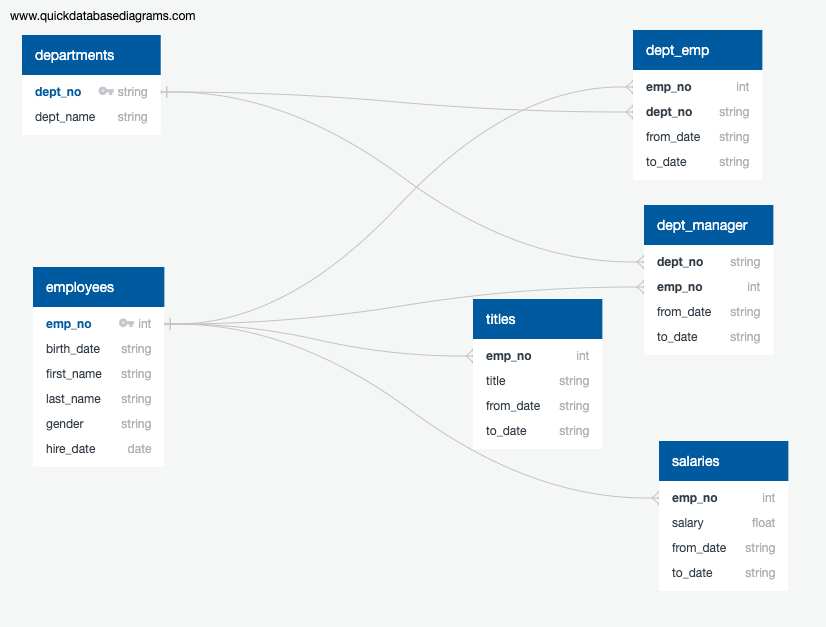 www.quickdatabasediagrams.com
departments
dept_no string
dept_name string
employees
emp_no int
birth_date string
first_name string
last_name string
gender string
hire_date date
dept_emp
emp_no int
dept_no string
from_date string
to_date string
dept_manager
dept_no string
emp_no int
from_date string
to_date string
titles
emp_no int
title string
from_date string
to_date string
salaries
emp_no int
salary float
from_date string
to_date string